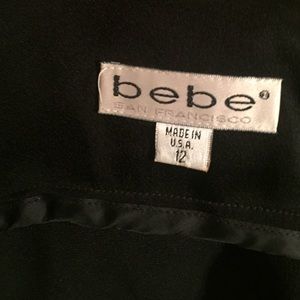 bebe®
SAN FRANCISCO
MADE IN
U.S.A.
12